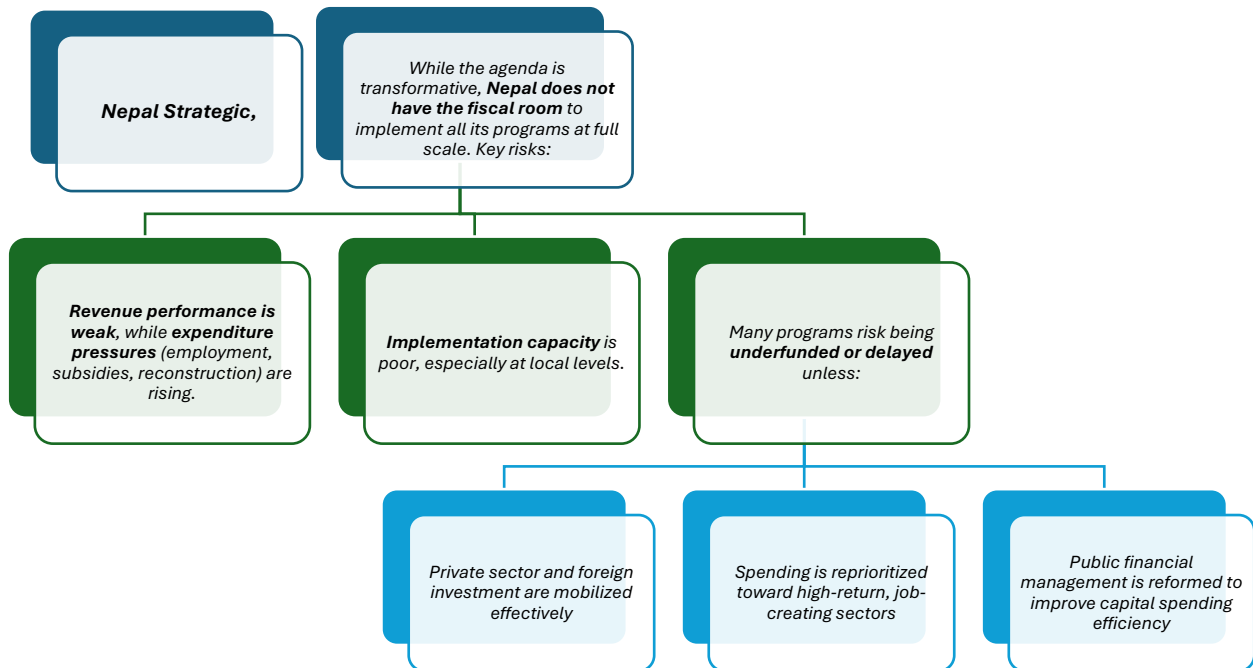 Nepal Strategic,
While the agenda is
transformative, Nepal does not
have the fiscal room to
implement all its programs at full
scale. Key risks:
Revenue performance is
weak, while expenditure
pressures (employment,
subsidies, reconstruction) are
rising.
Implementation capacity is
poor, especially at local levels.
Many programs risk being
underfunded or delayed
unless:
Private sector and foreign
investment are mobilized
effectively
Spending is reprioritized
toward high-return, job-
creating sectors
Public financial
management is reformed to
improve capital spending
efficiency